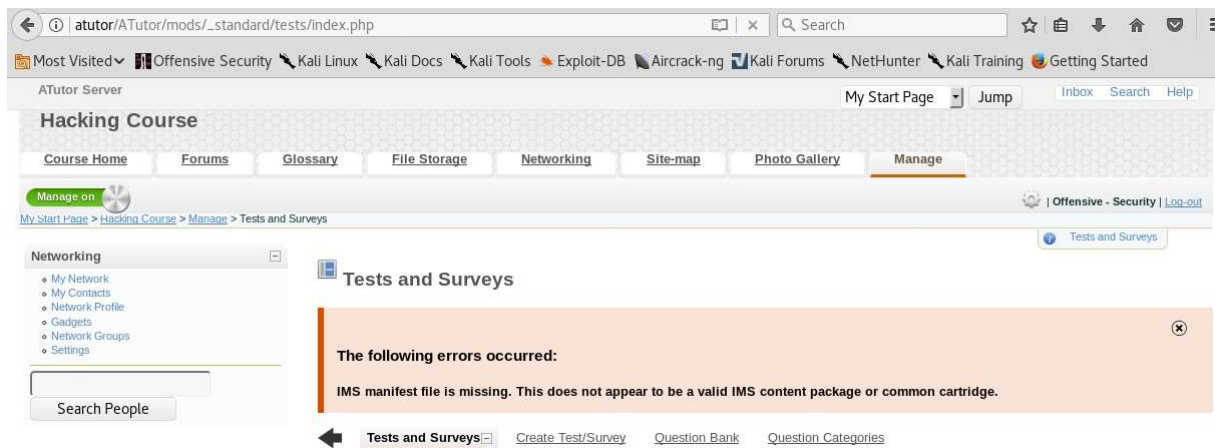 atutor/ATutor/mods/_standard/tests/index.php
Search
Most Visited Offensive Security Kali Linux Kali Docs Kali Tools Exploit-DB Aircrack-ng Kali Forums NetHunter Kali Training Getting Started
ATutor Server
My Start Page Jump
Inbox Search Help
Hacking Course
Course Home Forums Glossary File Storage Networking Site-map Photo Gallery Manage
Manage on
| Offensive - Security | Log-out
My Start Page > Hacking Course > Manage > Tests and Surveys
Tests and Surveys
Networking
My Network
My Contacts
Network Profile
Gadgets
Network Groups
Settings
Search People
Tests and Surveys
The following errors occurred:
IMS manifest file is missing. This does not appear to be a valid IMS content package or common cartridge.
Tests and Surveys Create Test/Survey Question Bank Question Categories